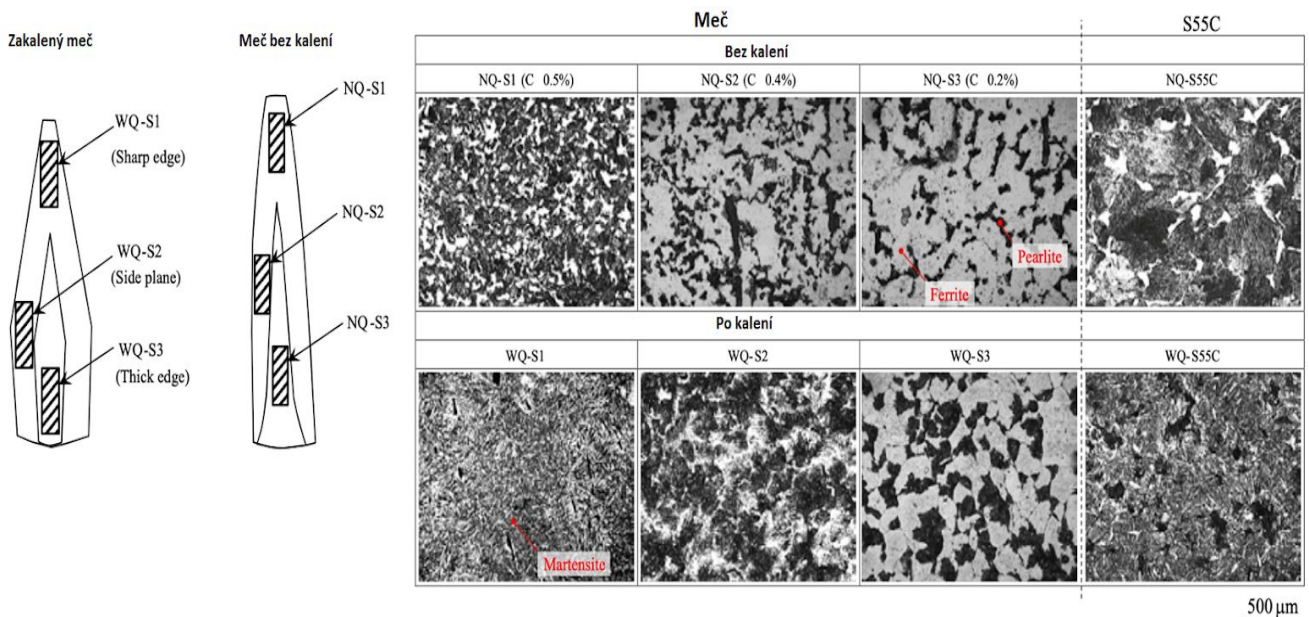 Zakalený meč
WQ-S1
(Sharp edge)
WQ-S2
(Side plane)
WQ-S3
(Thick edge)
Meč bez kalení
NQ-S1
NQ-S2
NQ-S3
Meč
S55C
Bez kalení
NQ-S1 (C 0.5%)
NQ-S2 (C 0.4%)
NQ-S3 (C 0.2%)
NQ-S55C
Pearlite
Ferrite
Po kalení
WQ-S1
WQ-S2
WQ-S3
WQ-S55C
Martensite
500 μm